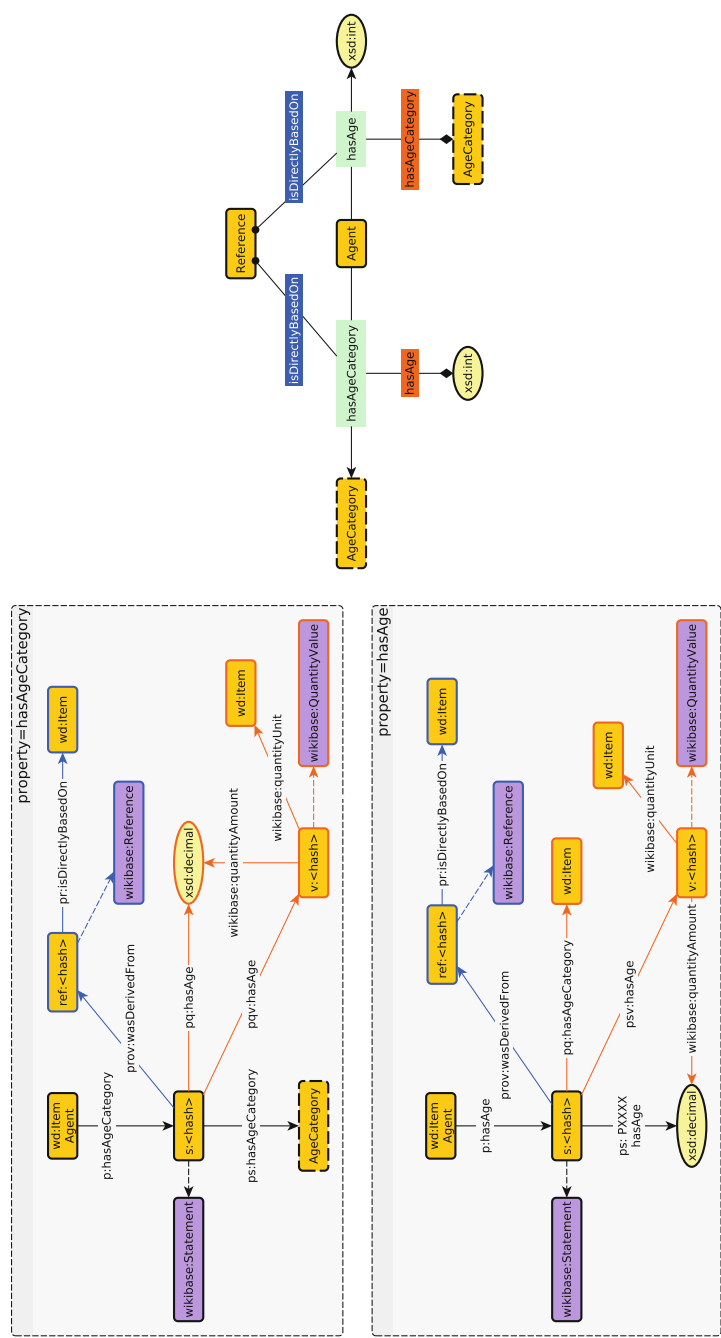 property=hasAgeCategory
wd:Item
Agent
p:hasAgeCategory
wikibase:Statement
s:<hash>
ps:hasAgeCategory
AgeCategory
prov:wasDerivedFrom
ref:<hash>
pr:isDirectlyBasedOn
wd:Item
wikibase:Reference
pq:hasAge
xsd:decimal
pqv:hasAge
v:<hash>
wikibase:quantityAmount
wikibase:quantityUnit
wd:Item
wikibase:QuantityValue
property=hasAge
wd:Item
Agent
p:hasAge
wikibase:Statement
s:<hash>
ps: PXXXX
hasAge
xsd:decimal
prov:wasDerivedFrom
ref:<hash>
pr:isDirectlyBasedOn
wd:Item
wikibase:Reference
pq:hasAgeCategory
wd:Item
psv:hasAge
v:<hash>
wikibase:quantityAmount
wikibase:quantityUnit
wd:Item
wikibase:QuantityValue
Reference
isDirectlyBasedOn
isDirectlyBasedOn
AgeCategory
hasAgeCategory
Agent
hasAge
xsd:int
hasAge
hasAgeCategory
xsd:int
AgeCategory